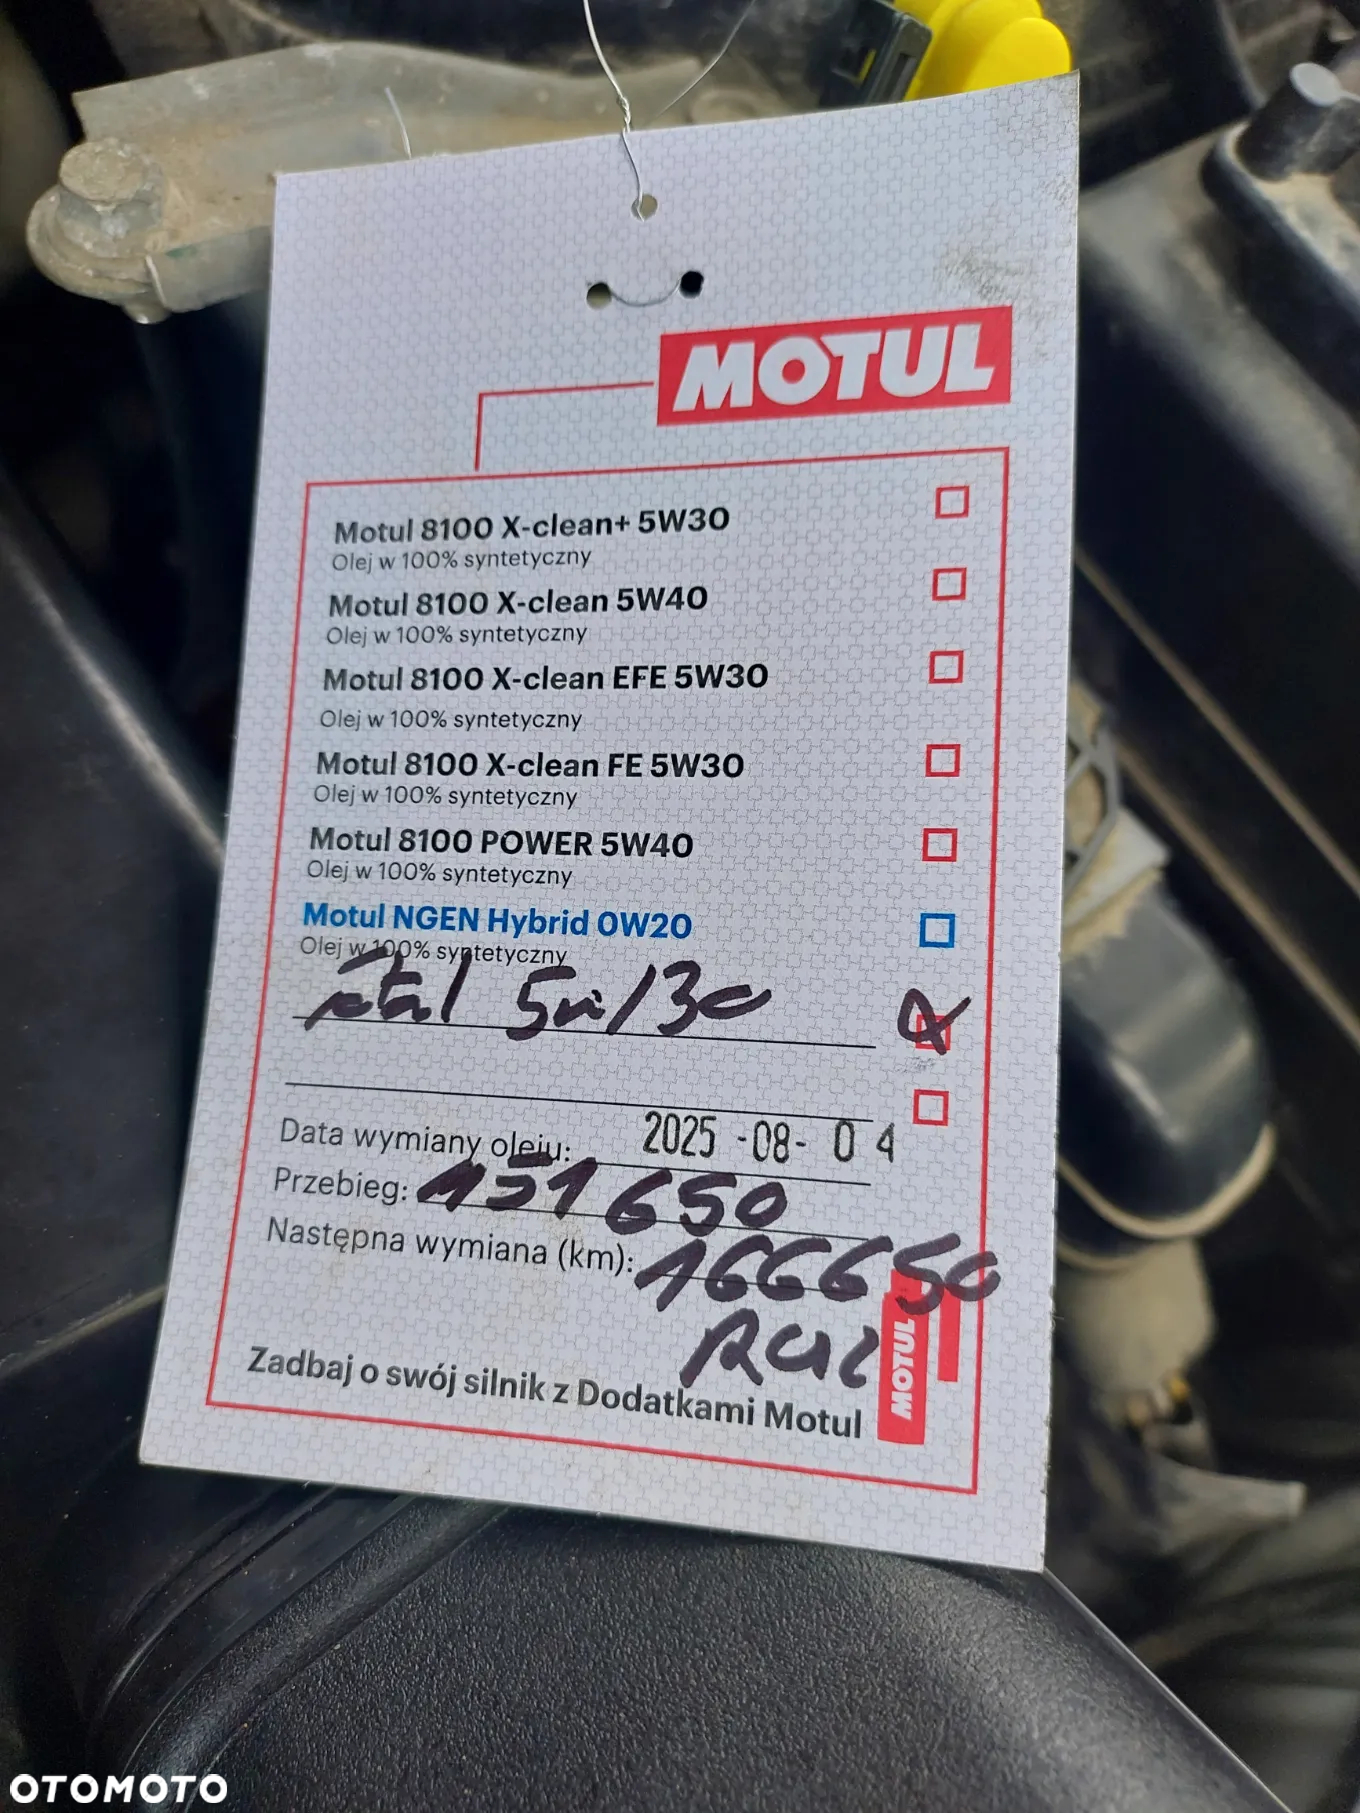 MOTUL
Motul 8100 X-clean+ 5W30
Olej w 100% syntetyczny
Motul 8100 X-clean 5W40
Olej w 100% syntetyczny
Motul 8100 X-clean EFE 5W30
Olej w 100% syntetyczny
Motul 8100 X-clean FE 5W30
Olej w 100% syntetyczny
Motul 8100 POWER 5W40
Olej w 100% syntetyczny
Motul NGEN Hybrid 0W20
Olej w 100% syntetyczny
total 5w/30
Data wymiany oleju: 2025-08-04
Przebieg: 151650
Następna wymiana (km): 166650
Zadbaj o swój silnik z Dodatkami Motul
MOTUL
OTOMOTO